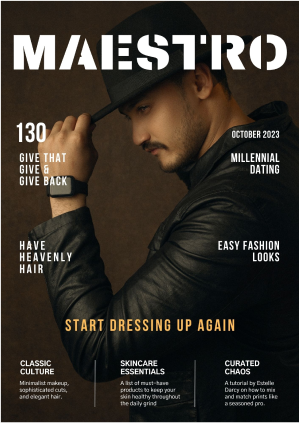 MAESTRO
130
GIVE THAT
GIVE &
GIVE BACK
OCTOBER 2023
MILLENNIAL
DATING
HAVE
HEAVENLY
HAIR
EASY FASHION
LOOKS
START DRESSING UP AGAIN
CLASSIC
CULTURE
Minimalist makeup,
sophisticated cuts,
and elegant hair.
SKINCARE
ESSENTIALS
A list of must-have
products to keep your
skin healthy throughout
the daily grind
CURATED
CHAOS
A tutorial by Estelle
Darcy on how to mix
and match prints like
a seasoned pro.